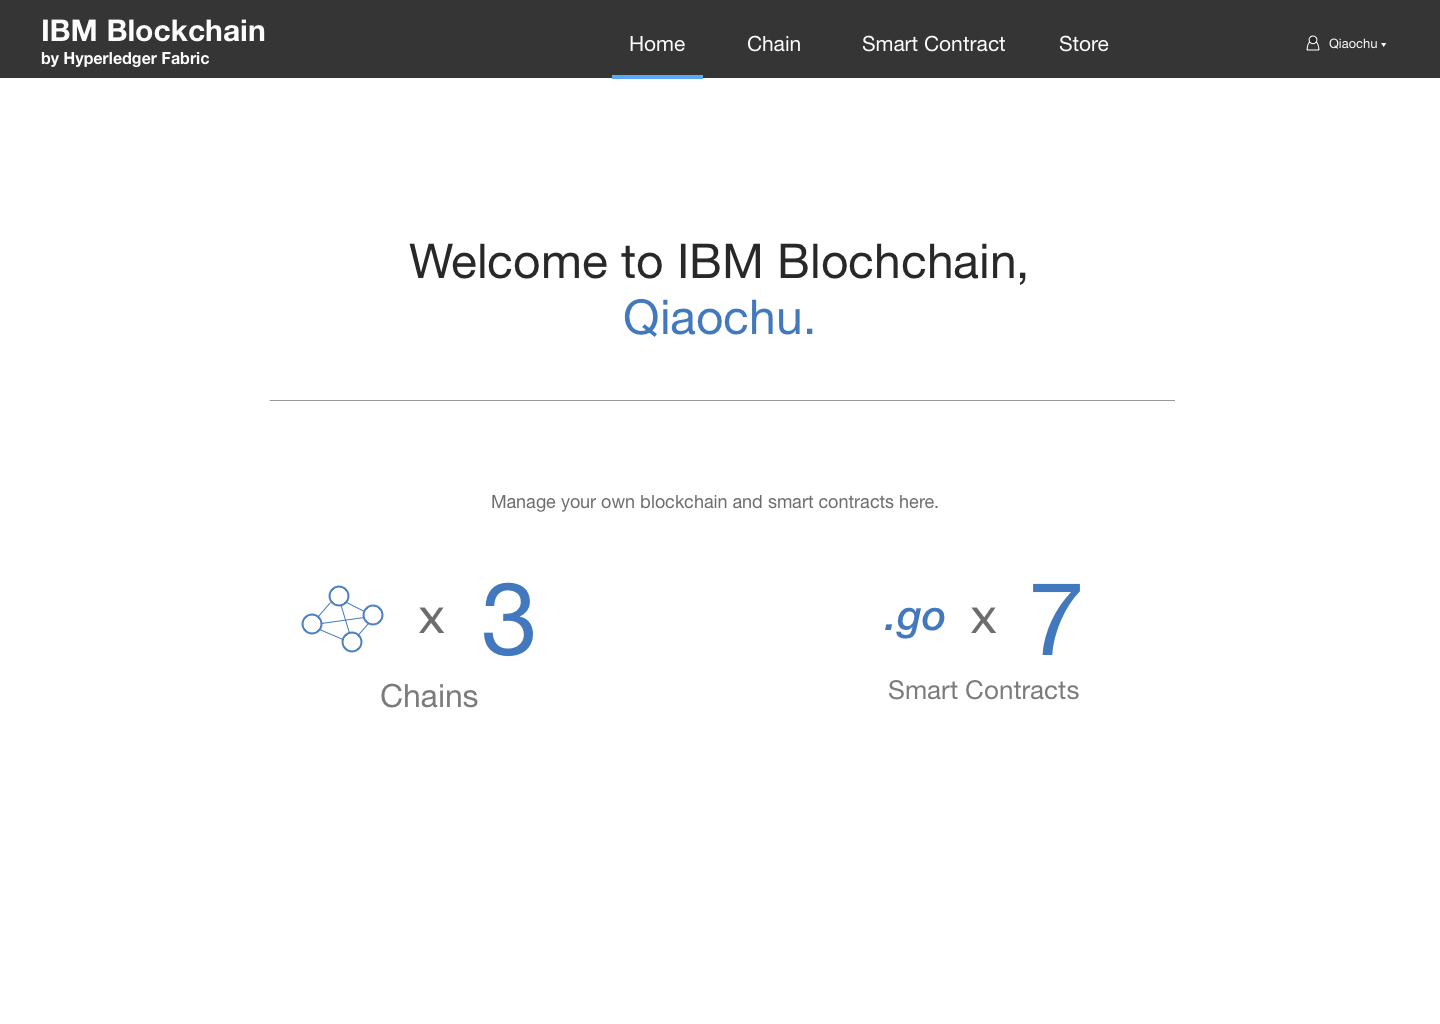 IBM Blockchain
by Hyperledger Fabric
Home
Chain
Smart Contract
Store
Qiaochu
Welcome to IBM Blochchain,
Qiaochu.
Manage your own blockchain and smart contracts here.
x 3
Chains
.go x 7
Smart Contracts